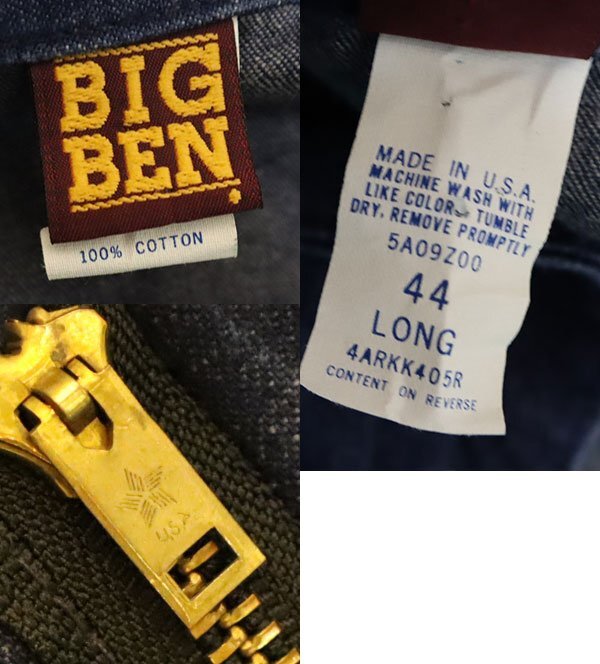 BIG
BEN
100% COTTON
MADE IN U.S.A.
MACHINE WASH WITH
LIKE COLORS TUMBLE
DRY, REMOVE PROMPTLY
5A09Z00
44
LONG
4ARKK405R
CONTENT ON REVERSE
U.S.A.